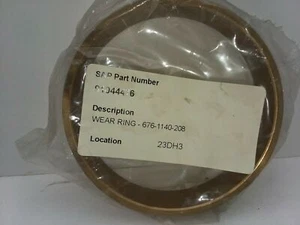 SAP Part Number
Description
WEAR RING - 676-1140-208
Location 23DH3